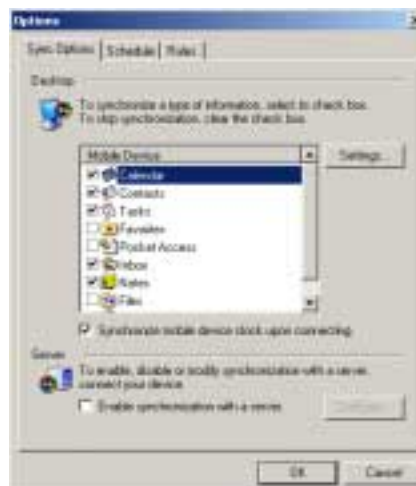 Options
Sync Options Schedule Rules
Desktop
To synchronize a type of information, select its check box.
To stop synchronization, clear the check box.
Mobile Device
Settings...
Calendar
Contacts
Tasks
Favorites
Pocket Access
Inbox
Notes
Files
Synchronize mobile device clock upon connecting
Server
To enable, disable or modify synchronization with a server,
connect your device.
Enable synchronization with a server
OK Cancel